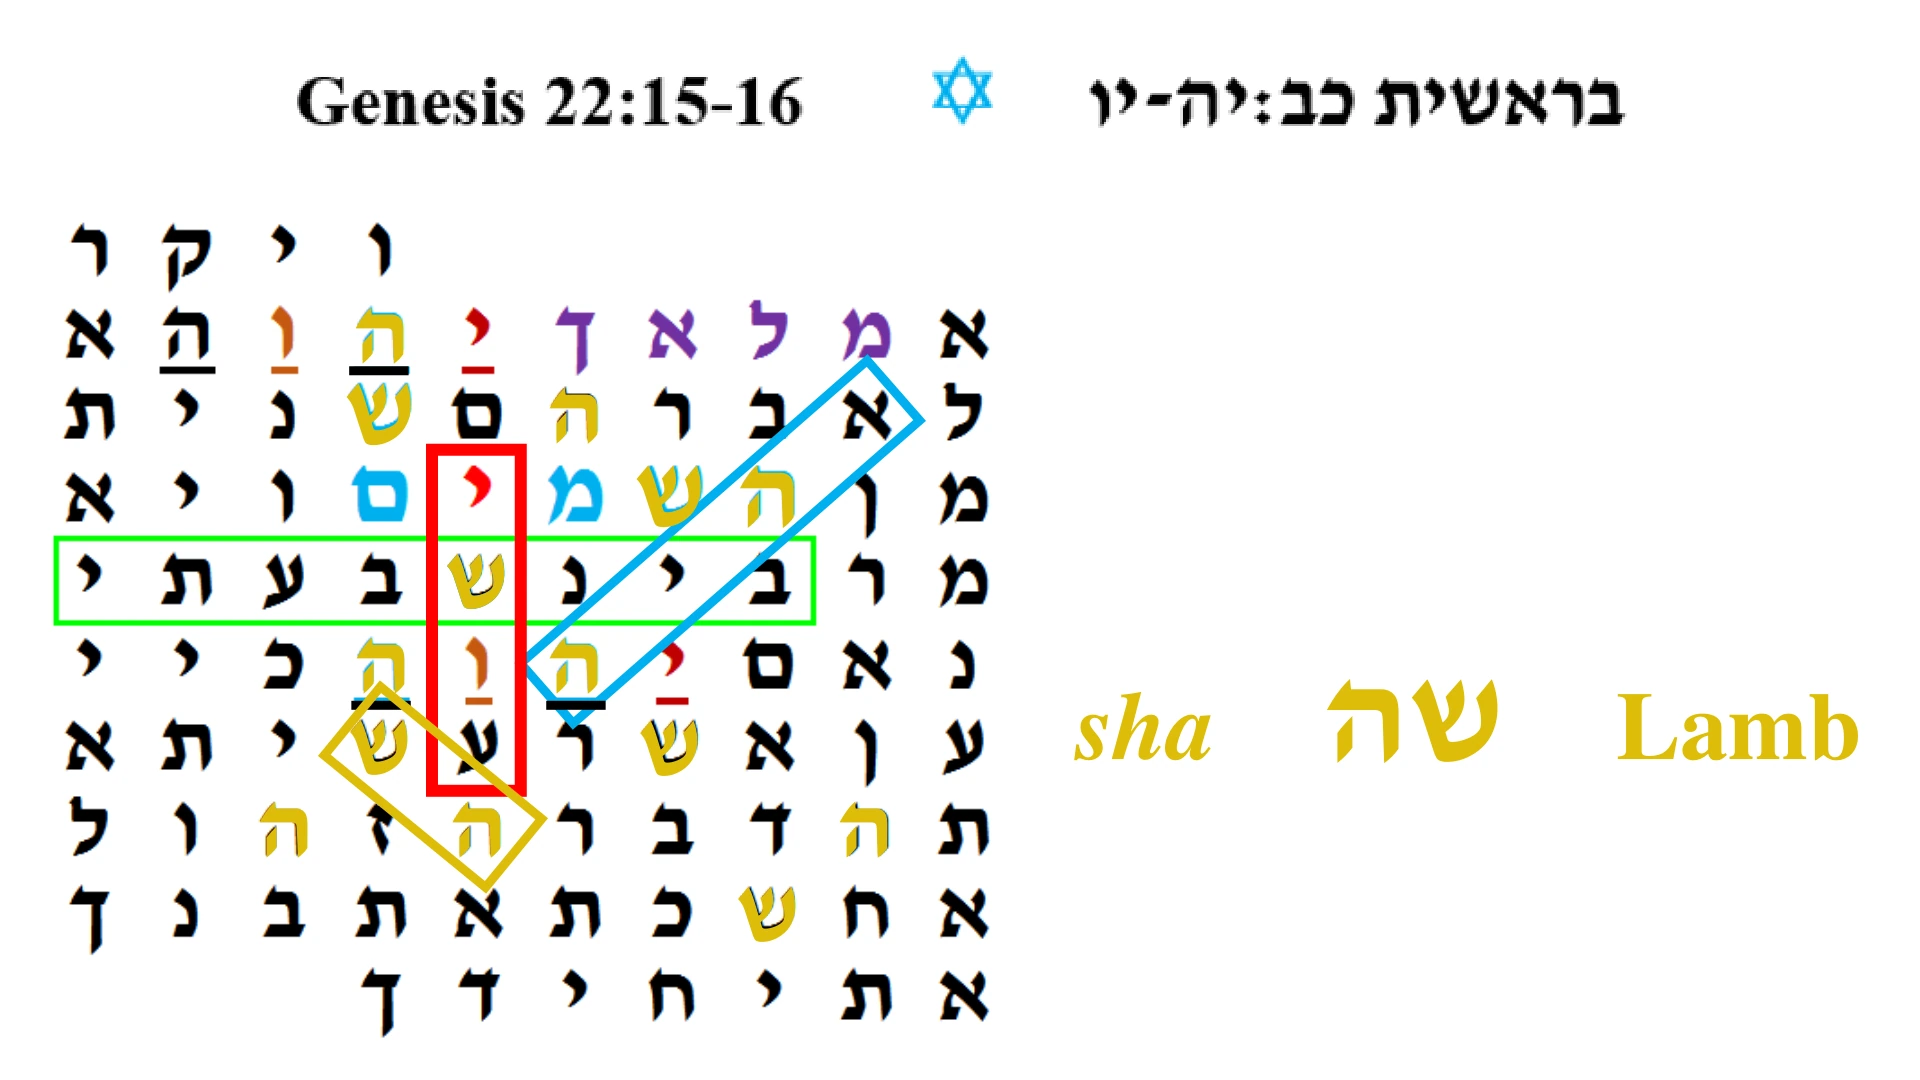 Genesis 22:15-16 ✡ בראשית כב:יה-יו
ו י ק ר
א מ ל א ך י ה ו ה א
ל א ב ר ה ם ש נ י ת
מ ן ה ש מ י ם ו י א
מ ר ב י נ ש ב ע ת י
נ א ם י ה ו ה כ י י
ע ן א ש ר ע ש י ת א
ת ה ד ב ר ה ז ה ו ל
א ח ש כ ת א ת ב נ ך
א ת י ח י ד ך
sha שה Lamb